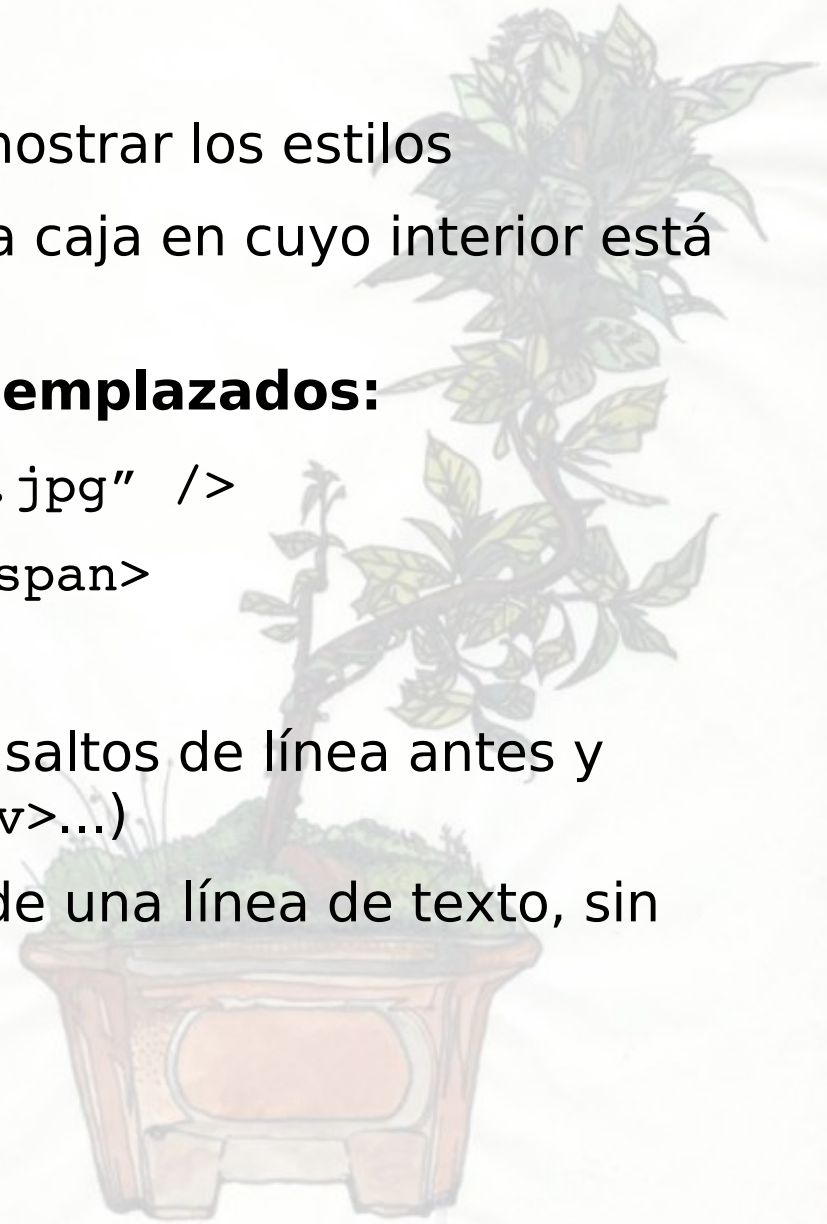 mostrar los estilos
a caja en cuyo interior está
emplazados:
.jpg” />
span>
saltos de línea antes y
v>...)
de una línea de texto, sin